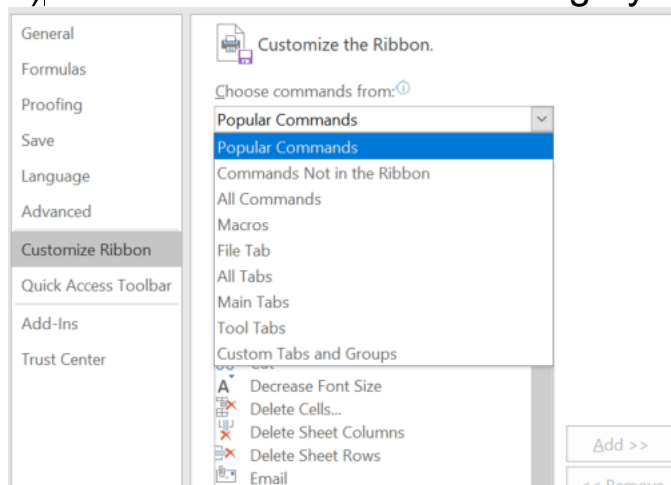 General
Formulas
Proofing
Save
Language
Advanced
Customize Ribbon
Quick Access Toolbar
Add-Ins
Trust Center
Customize the Ribbon.
Choose commands from:
Popular Commands
Popular Commands
Commands Not in the Ribbon
All Commands
Macros
File Tab
All Tabs
Main Tabs
Tool Tabs
Custom Tabs and Groups
Cut
Decrease Font Size
Delete Cells...
Delete Sheet Columns
Delete Sheet Rows
Email
Add >>
<< Remove